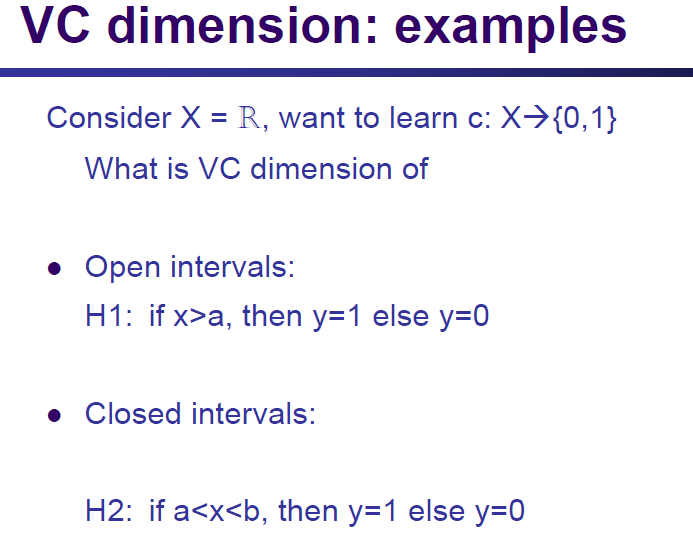 VC dimension: examples
Consider X = ℝ, want to learn c: X→{0,1}
What is VC dimension of
● Open intervals:
H1: if x>a, then y=1 else y=0
● Closed intervals:
H2: if a<x<b, then y=1 else y=0